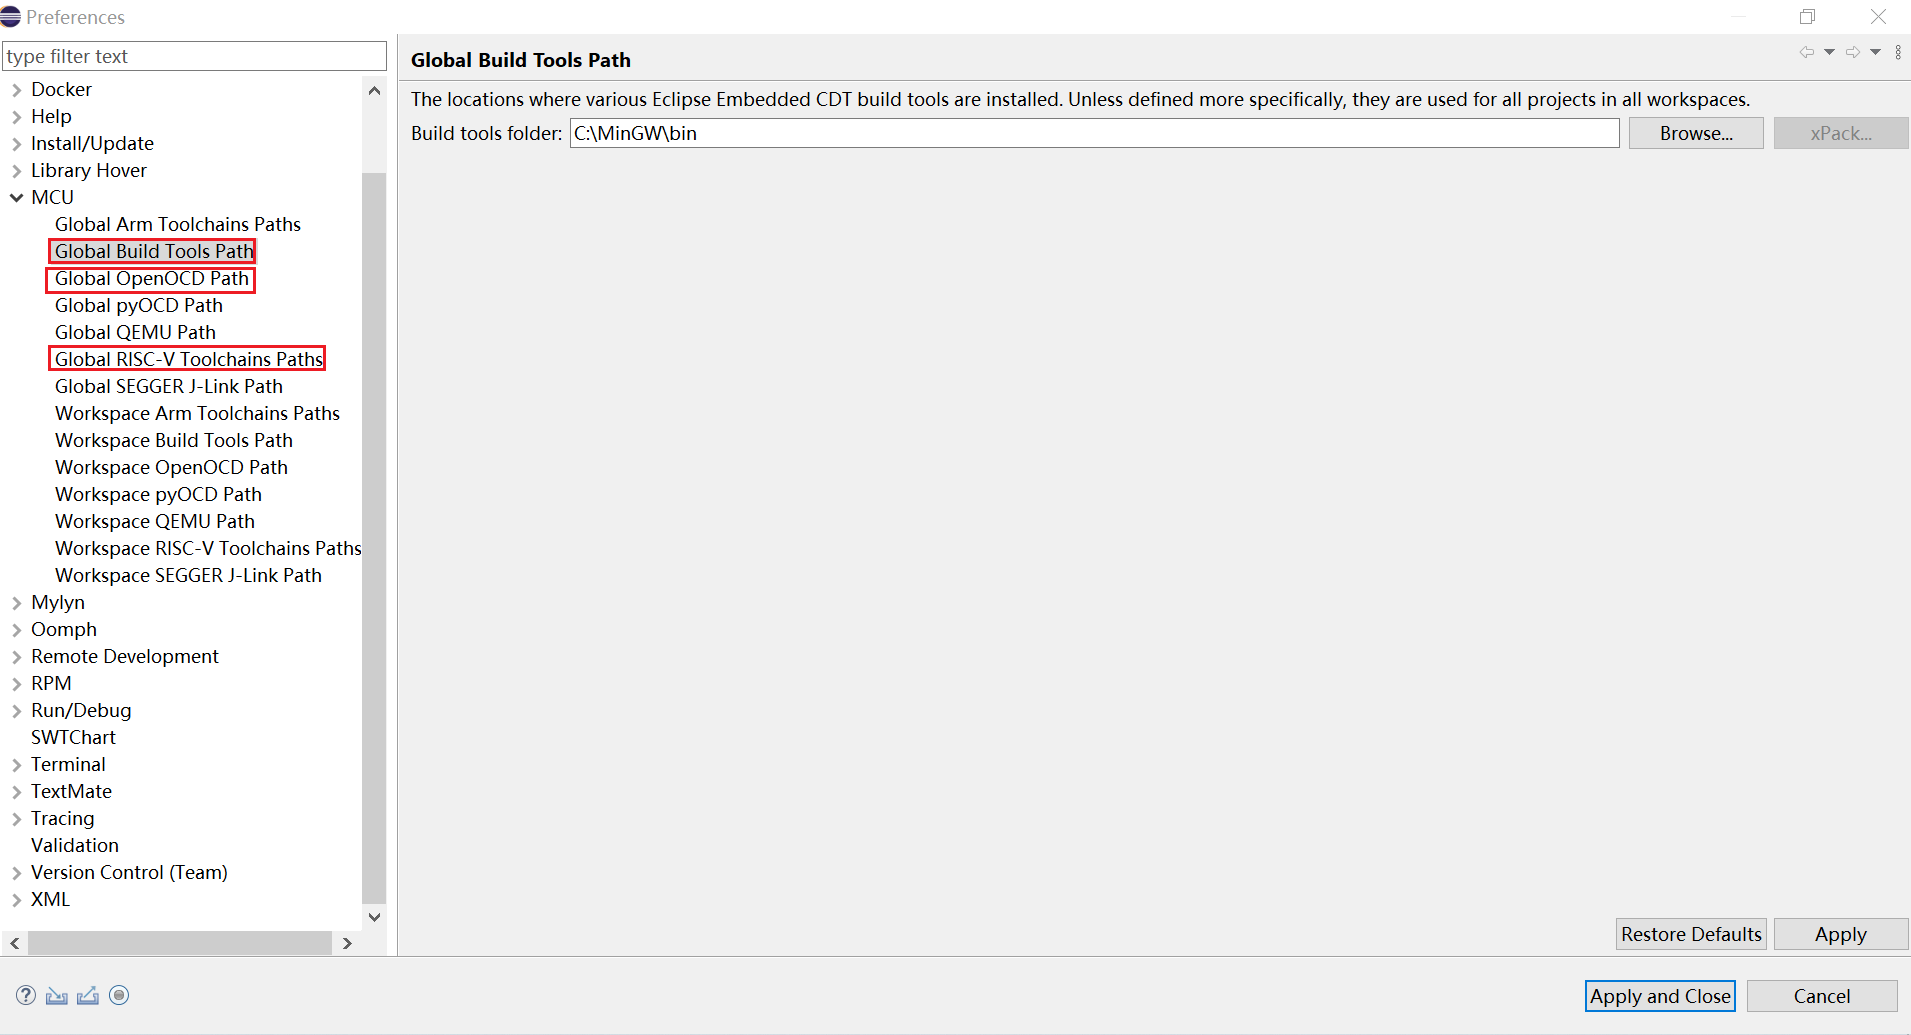 Preferences
type filter text
Docker
Help
Install/Update
Library Hover
MCU
Global Arm Toolchains Paths
Global Build Tools Path
Global OpenOCD Path
Global pyOCD Path
Global QEMU Path
Global RISC-V Toolchains Paths
Global SEGGER J-Link Path
Workspace Arm Toolchains Paths
Workspace Build Tools Path
Workspace OpenOCD Path
Workspace pyOCD Path
Workspace QEMU Path
Workspace RISC-V Toolchains Paths
Workspace SEGGER J-Link Path
Mylyn
Oomph
Remote Development
RPM
Run/Debug
SWTChart
Terminal
TextMate
Tracing
Validation
Version Control (Team)
XML
Global Build Tools Path
The locations where various Eclipse Embedded CDT build tools are installed. Unless defined more specifically, they are used for all projects in all workspaces.
Build tools folder: C:\MinGW\bin Browse... xPack...
Restore Defaults Apply
? Apply and Close Cancel